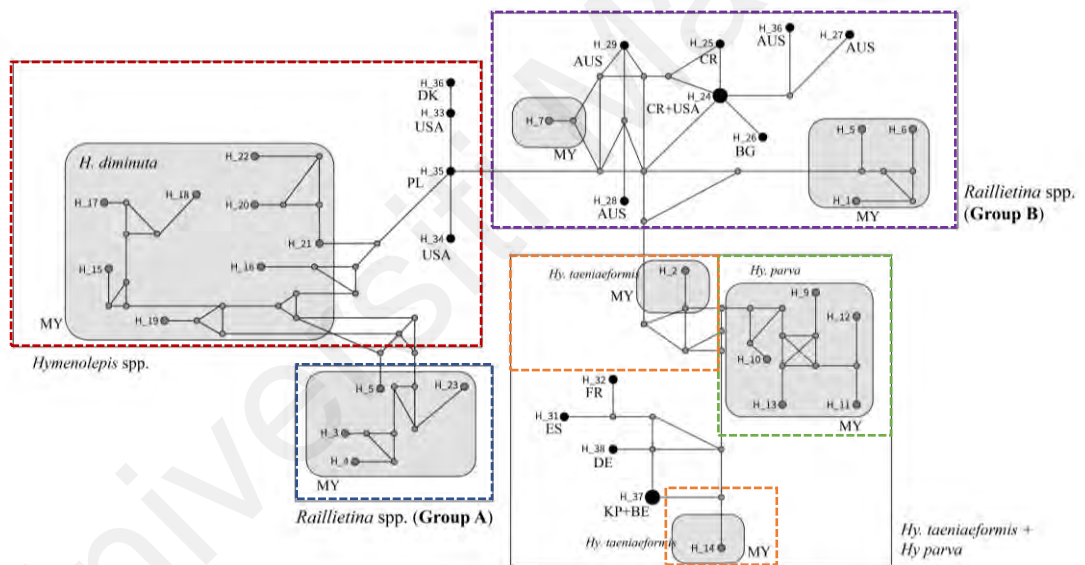 Universiti Ma
H_36
DK
H_33
USA
H_35
PL
H_34
USA
H. diminuta
H_22
H_18
H_17
H_20
H_21
H_16
H_15
H_19
MY
Hymenolepis spp.
H_5
H_23
H_3
H_4
MY
Raillietina spp. (Group A)
H_29
AUS
H_25
CR
H_36
AUS
H_27
AUS
H_24
CR+USA
H_7
MY
H_26
BG
H_28
AUS
H_5
H_6
H_1
MY
Raillietina spp.
(Group B)
Hy. taeniaeformis
H_2
MY
Hy. parva
H_9
H_12
H_10
H_13
H_11
MY
H_32
FR
H_31
ES
H_38
DE
H_37
KP+BE
Hy. taeniaeformis
H_14
MY
Hy. taeniaeformis +
Hy parva